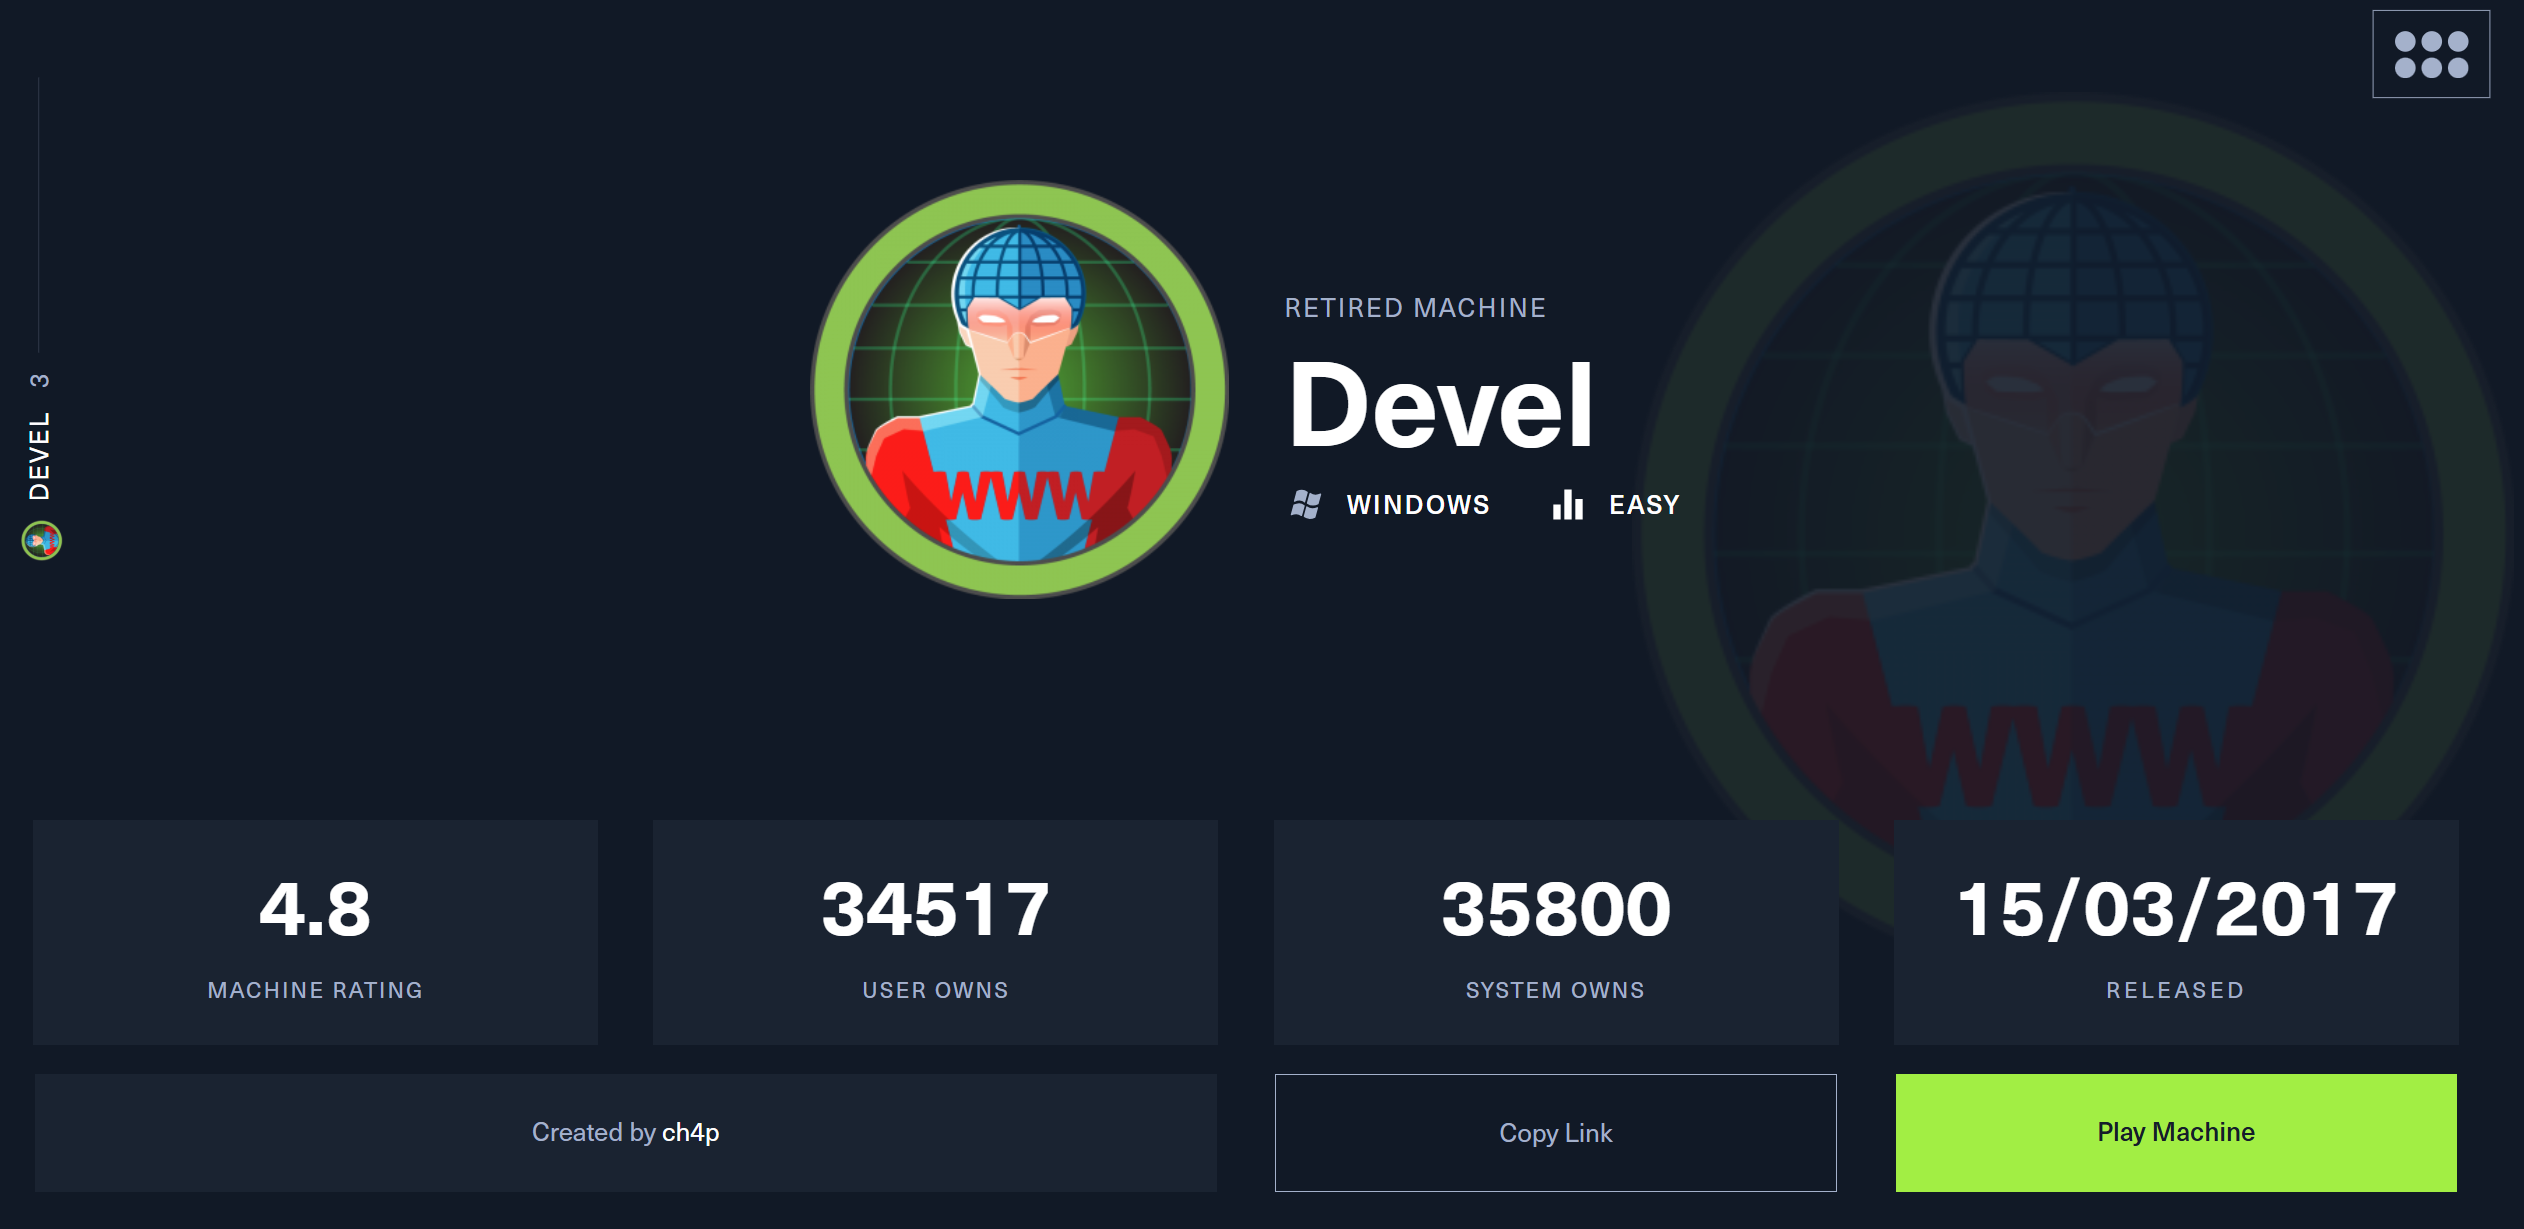 DEVEL 3
RETIRED MACHINE
Devel
WINDOWS EASY
WWW
WWW
4.8
MACHINE RATING
34517
USER OWNS
35800
SYSTEM OWNS
15/03/2017
RELEASED
Created by ch4p
Copy Link
Play Machine